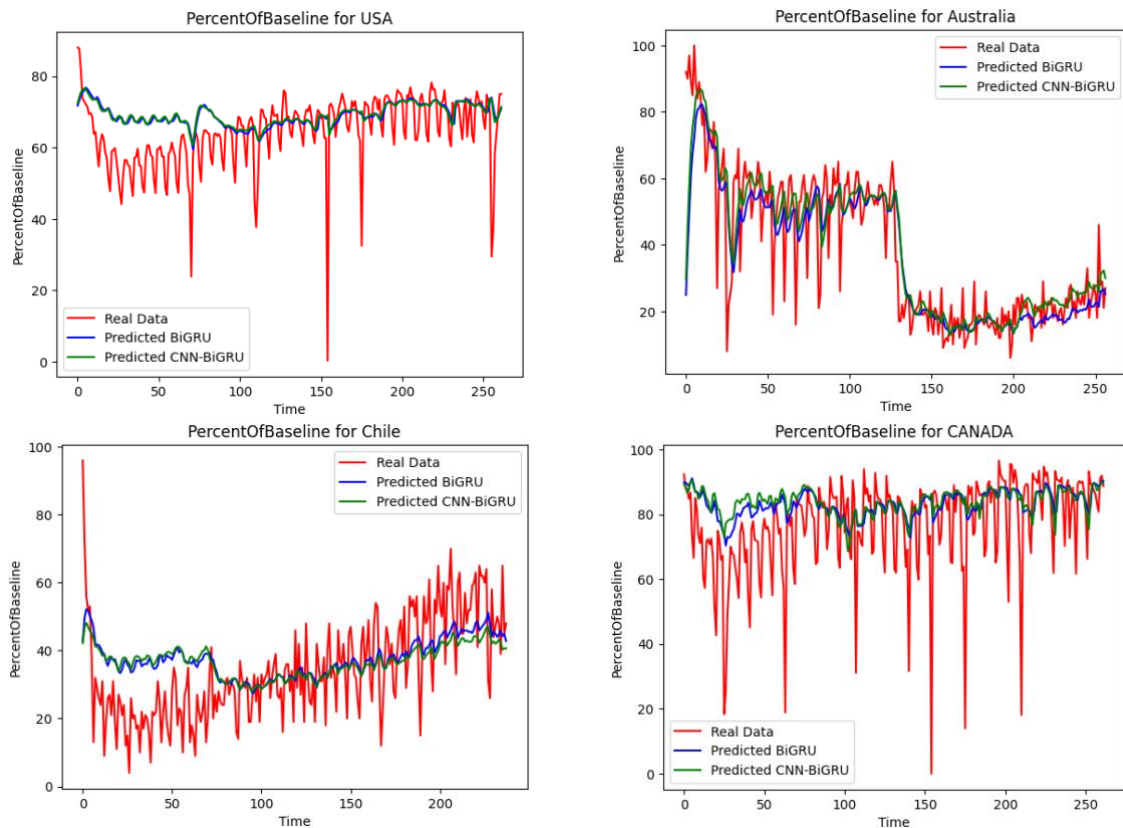 PercentOfBaseline for USA
PercentOfBaseline
80
60
40
20
0
Real Data
Predicted BiGRU
Predicted CNN-BiGRU
0 50 100 150 200 250
Time
PercentOfBaseline for Australia
PercentOfBaseline
100
80
60
40
20
Real Data
Predicted BiGRU
Predicted CNN-BiGRU
0 50 100 150 200 250
Time
PercentOfBaseline for Chile
PercentOfBaseline
100
80
60
40
20
0
Real Data
Predicted BiGRU
Predicted CNN-BiGRU
0 50 100 150 200
Time
PercentOfBaseline for CANADA
PercentOfBaseline
100
80
60
40
20
0
Real Data
Predicted BiGRU
Predicted CNN-BiGRU
0 50 100 150 200 250
Time